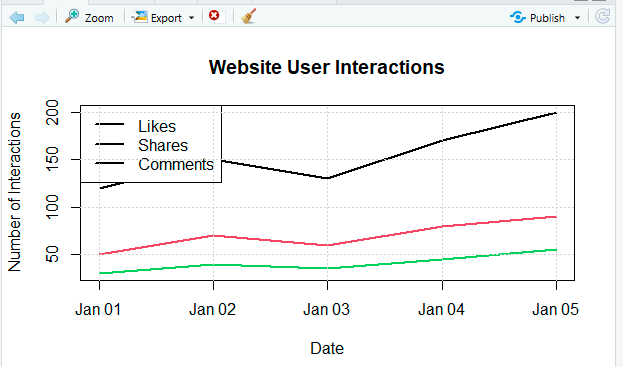 Zoom Export Publish
Website User Interactions
Number of Interactions
200
150
100
50
Likes
Shares
Comments
Jan 01 Jan 02 Jan 03 Jan 04 Jan 05
Date